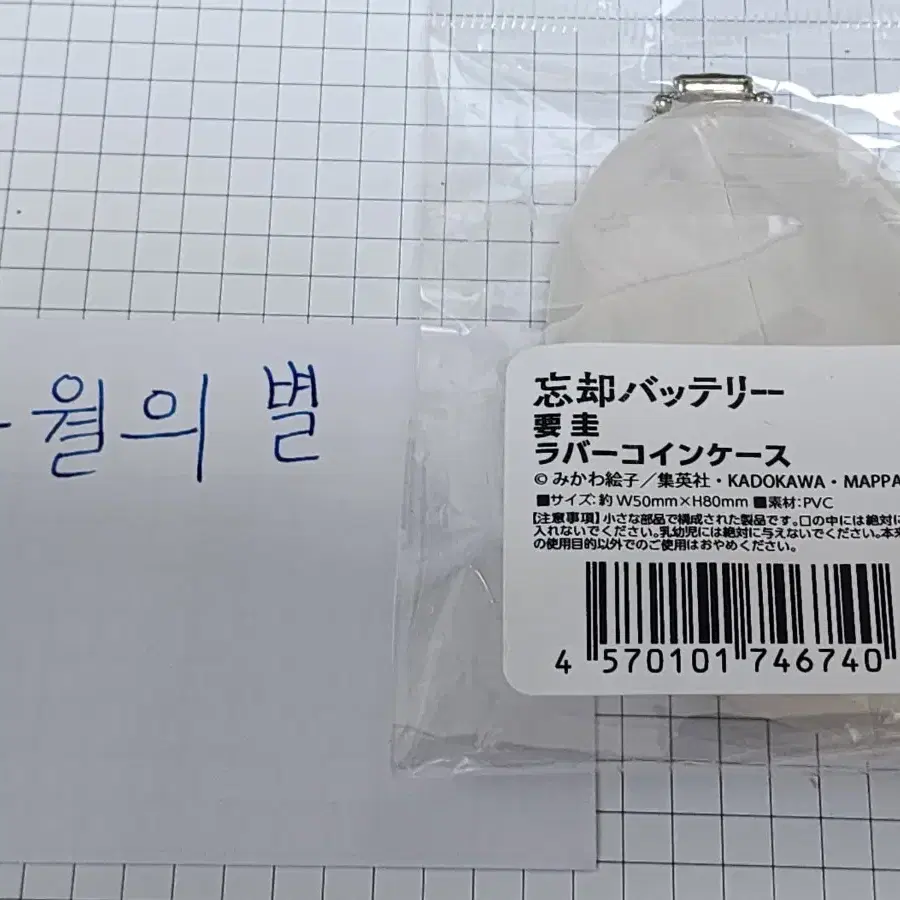 월의 별
忘却バッテリー
要 圭
ラバーコインケース
© みかわ絵子／集英社・KADOKAWA・MAPPA
■サイズ：約 W50mm×H80mm ■素材：PVC
【注意事項】小さな部品で構成された製品です。口の中には絶対に
入れないでください。乳幼児には絶対に与えないでください。本来
の使用目的以外でのご使用はおやめください。
4 570101 746740